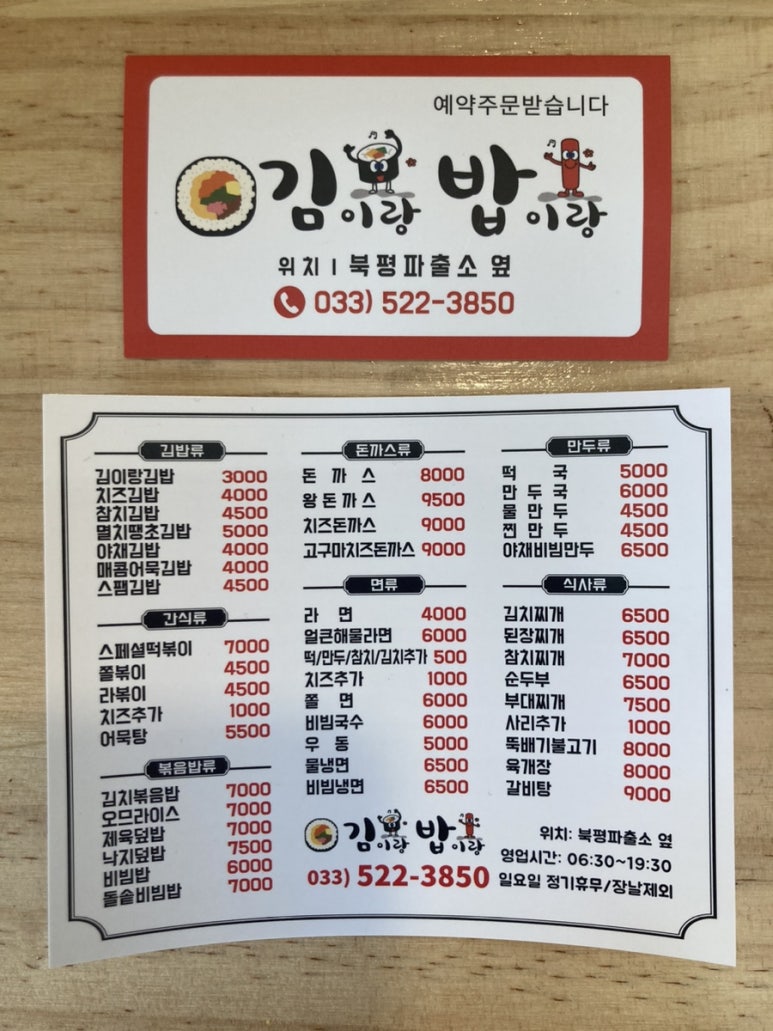 예약주문받습니다
김이랑 밥이랑
위치 | 북평파출소 옆
033) 522-3850
김밥류
김이랑김밥 3000
치즈김밥 4000
참치김밥 4500
멸치땡초김밥 5000
야채김밥 4000
매콤어묵김밥 4000
스팸김밥 4500
간식류
스페셜떡볶이 7000
쫄볶이 4500
라볶이 4500
치즈추가 1000
어묵탕 5500
볶음밥류
김치볶음밥 7000
오므라이스 7000
제육덮밥 7000
낙지덮밥 7500
비빔밥 6000
돌솥비빔밥 7000
돈까스류
돈 까 스 8000
왕돈까스 9500
치즈돈까스 9000
고구마치즈돈까스 9000
면류
라 면 4000
얼큰해물라면 6000
떡/만두/참치/김치추가 500
치즈추가 1000
쫄 면 6000
비빔국수 6000
우 동 5000
물냉면 6500
비빔냉면 6500
만두류
떡 국 5000
만 두 국 6000
물 만 두 4500
찐 만 두 4500
야채비빔만두 6500
식사류
김치찌개 6500
된장찌개 6500
참치찌개 7000
순두부 6500
부대찌개 7500
사리추가 1000
뚝배기불고기 8000
육개장 8000
갈비탕 9000
김이랑 밥이랑
033) 522-3850
위치: 북평파출소 옆
영업시간: 06:30~19:30
일요일 정기휴무/장날제외